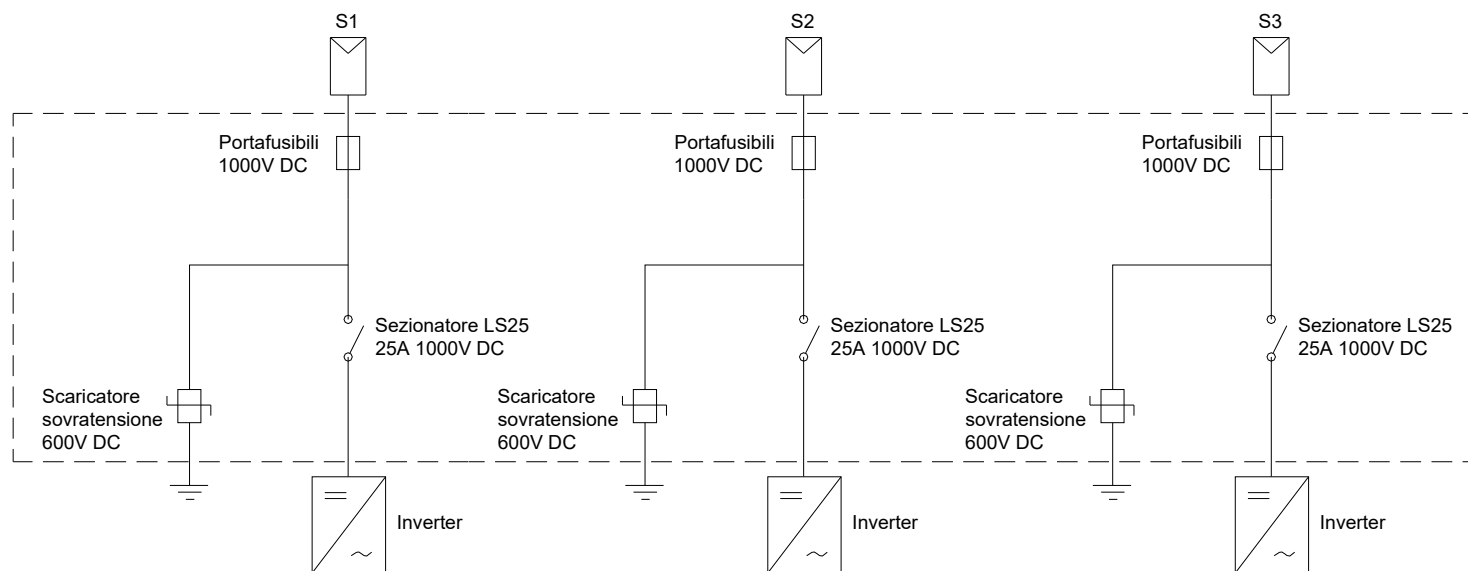 S1
S2
S3
Portafusibili
1000V DC
Portafusibili
1000V DC
Portafusibili
1000V DC
Sezionatore LS25
25A 1000V DC
Sezionatore LS25
25A 1000V DC
Sezionatore LS25
25A 1000V DC
Scaricatore
sovratensione
600V DC
Scaricatore
sovratensione
600V DC
Scaricatore
sovratensione
600V DC
Inverter
Inverter
Inverter